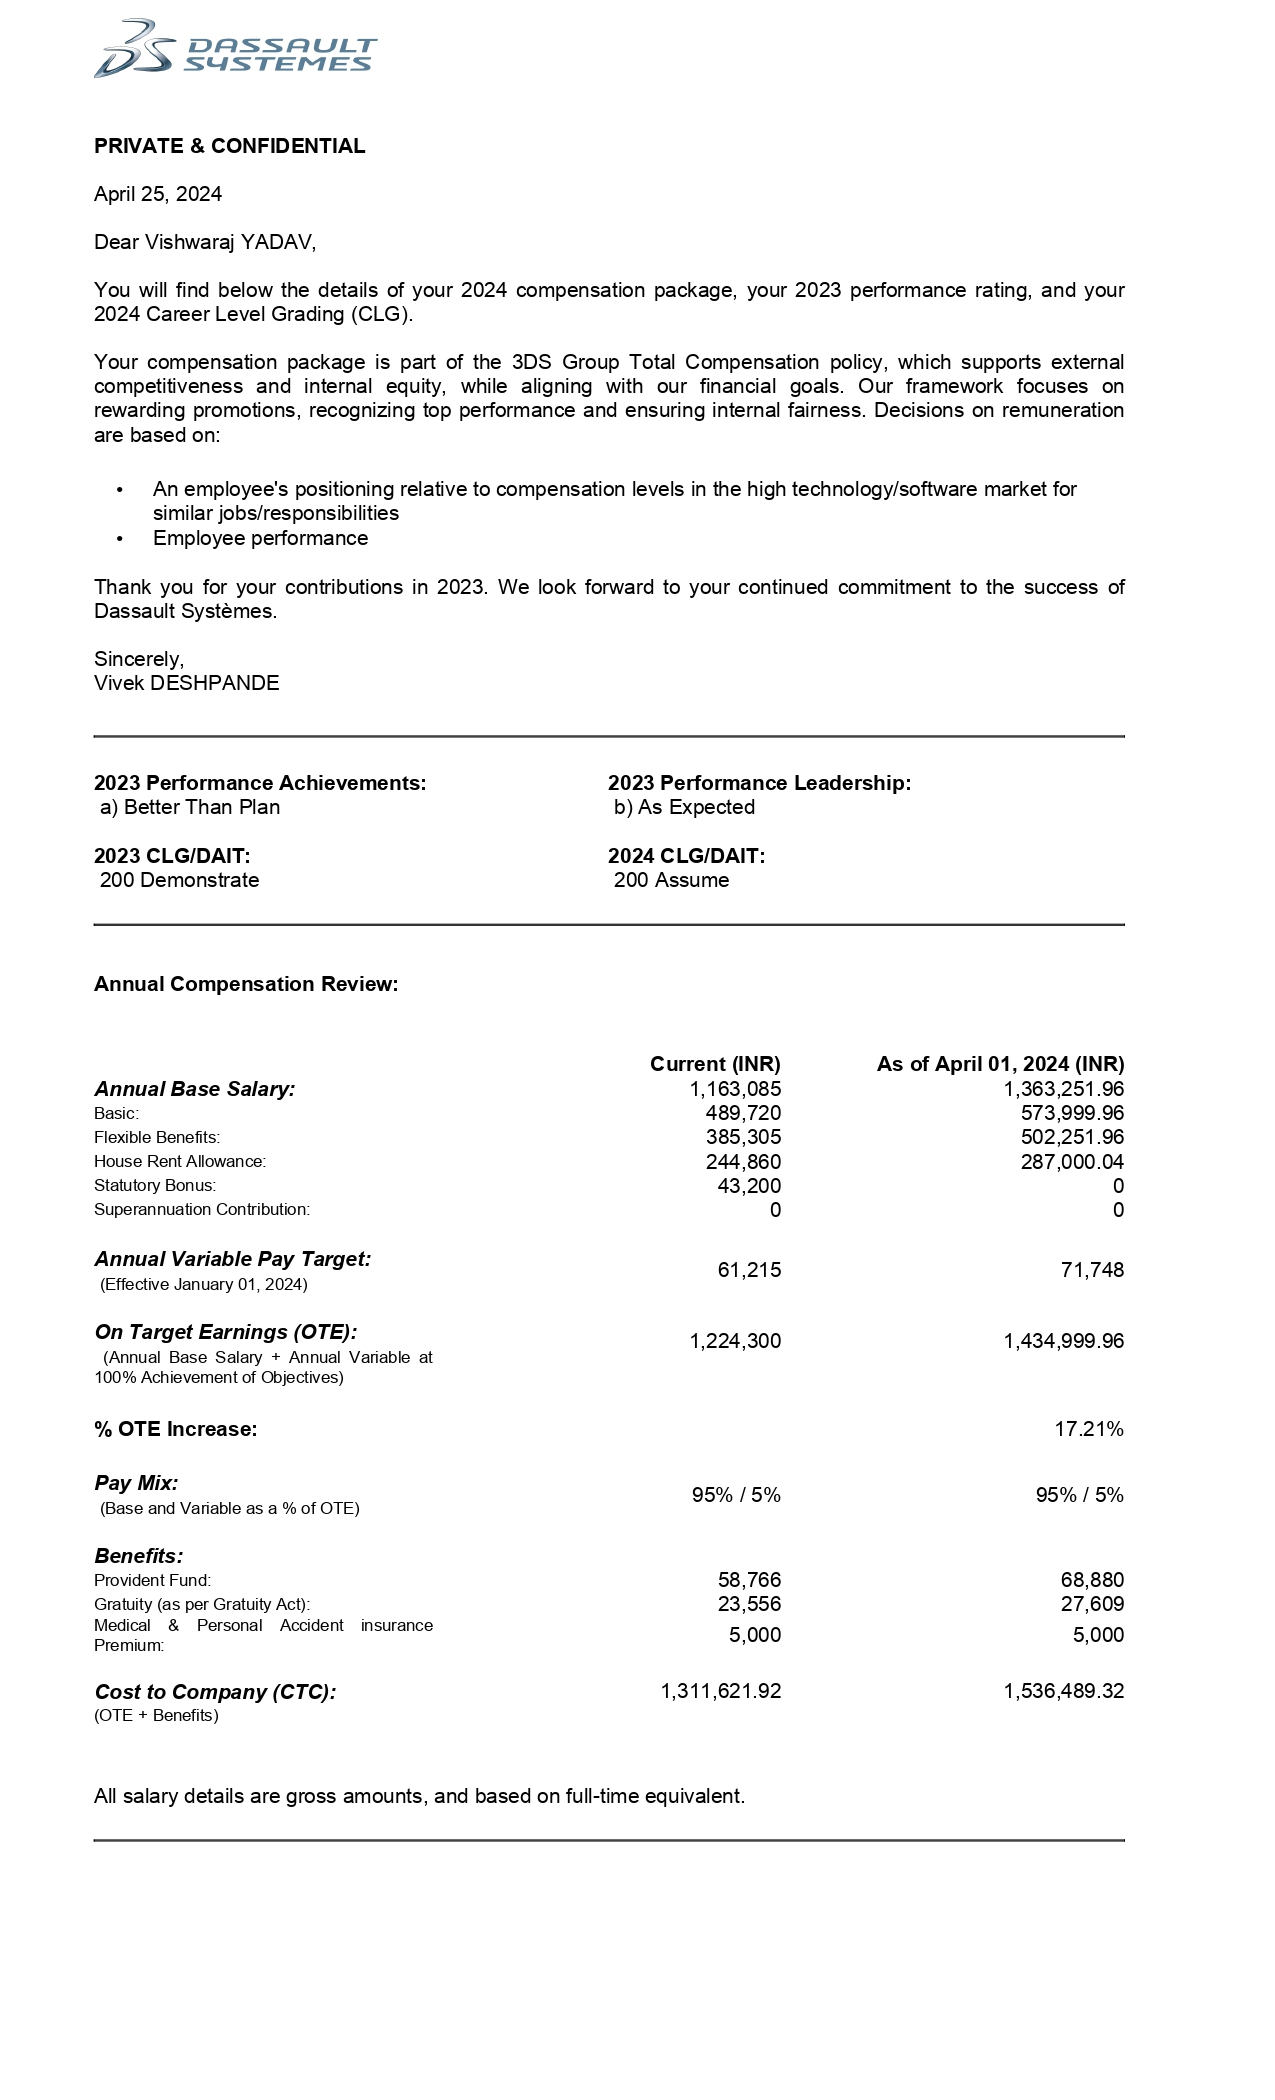 DASSAULT
SYSTEMES
PRIVATE & CONFIDENTIAL
April 25, 2024
Dear Vishwaraj YADAV,
You will find below the details of your 2024 compensation package, your 2023 performance rating, and your
2024 Career Level Grading (CLG).
Your compensation package is part of the 3DS Group Total Compensation policy, which supports external
competitiveness and internal equity, while aligning with our financial goals. Our framework focuses on
rewarding promotions, recognizing top performance and ensuring internal fairness. Decisions on remuneration
are based on:
• An employee's positioning relative to compensation levels in the high technology/software market for
similar jobs/responsibilities
• Employee performance
Thank you for your contributions in 2023. We look forward to your continued commitment to the success of
Dassault Systèmes.
Sincerely,
Vivek DESHPANDE
2023 Performance Achievements: 2023 Performance Leadership:
a) Better Than Plan b) As Expected
2023 CLG/DAIT: 2024 CLG/DAIT:
200 Demonstrate 200 Assume
Annual Compensation Review:
Current (INR) As of April 01, 2024 (INR)
Annual Base Salary: 1,163,085 1,363,251.96
Basic: 489,720 573,999.96
Flexible Benefits: 385,305 502,251.96
House Rent Allowance: 244,860 287,000.04
Statutory Bonus: 43,200 0
Superannuation Contribution: 0 0
Annual Variable Pay Target: 61,215 71,748
(Effective January 01, 2024)
On Target Earnings (OTE): 1,224,300 1,434,999.96
(Annual Base Salary + Annual Variable at
100% Achievement of Objectives)
% OTE Increase: 17.21%
Pay Mix: 95% / 5% 95% / 5%
(Base and Variable as a % of OTE)
Benefits:
Provident Fund: 58,766 68,880
Gratuity (as per Gratuity Act): 23,556 27,609
Medical & Personal Accident insurance
Premium: 5,000 5,000
Cost to Company (CTC): 1,311,621.92 1,536,489.32
(OTE + Benefits)
All salary details are gross amounts, and based on full-time equivalent.